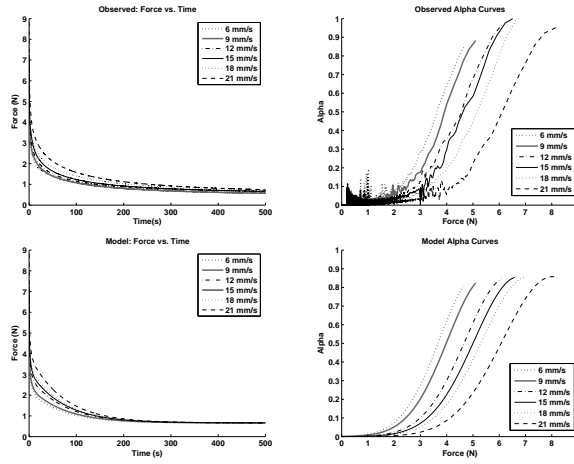 Observed: Force vs. Time
9
8
7
6
5
4
3
2
1
0
Force (N)
0
100
200
300
400
500
Time(s)
6 mm/s
9 mm/s
12 mm/s
15 mm/s
18 mm/s
21 mm/s
Observed Alpha Curves
1
0.9
0.8
0.7
0.6
0.5
0.4
0.3
0.2
0.1
0
Alpha
0
1
2
3
4
5
6
7
8
Force (N)
6 mm/s
9 mm/s
12 mm/s
15 mm/s
18 mm/s
21 mm/s
Model: Force vs. Time
9
8
7
6
5
4
3
2
1
0
Force(N)
0
100
200
300
400
500
Time (s)
6 mm/s
9 mm/s
12 mm/s
15 mm/s
18 mm/s
21 mm/s
Model Alpha Curves
1
0.9
0.8
0.7
0.6
0.5
0.4
0.3
0.2
0.1
0
Alpha
0
1
2
3
4
5
6
7
8
Force (N)
6 mm/s
9 mm/s
12 mm/s
15 mm/s
18 mm/s
21 mm/s